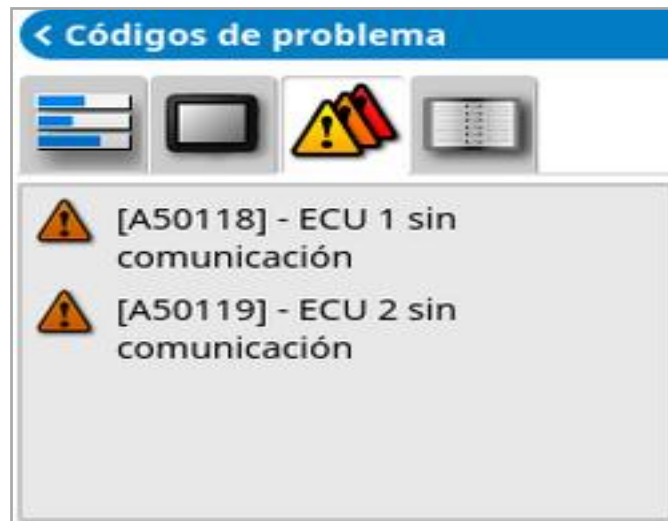 < Códigos de problema
[A50118] - ECU 1 sin
comunicación
[A50119] - ECU 2 sin
comunicación